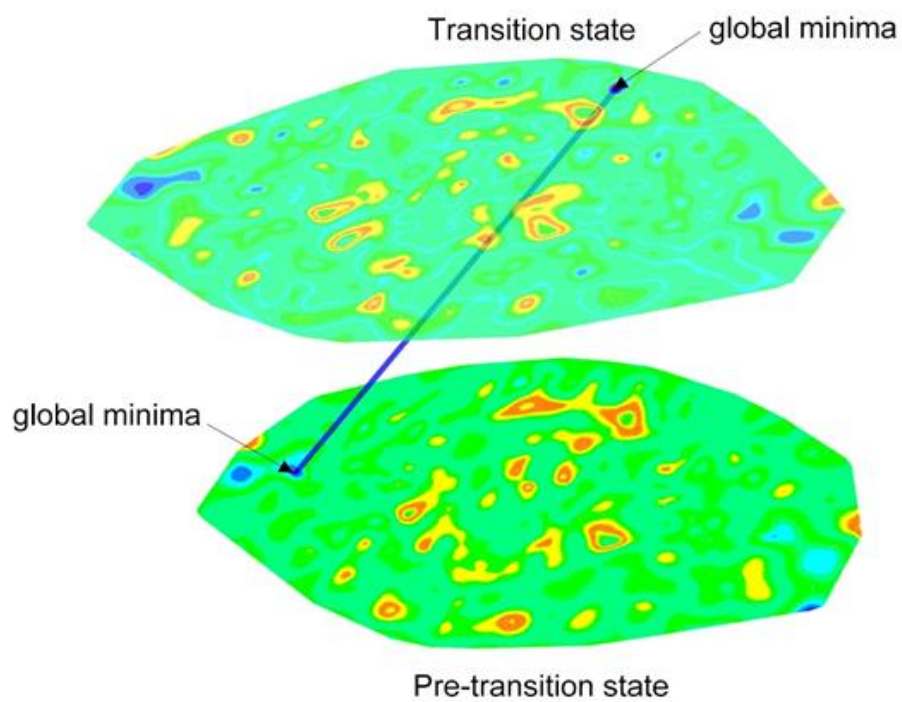 Transition state
global minima
global minima
Pre-transition state